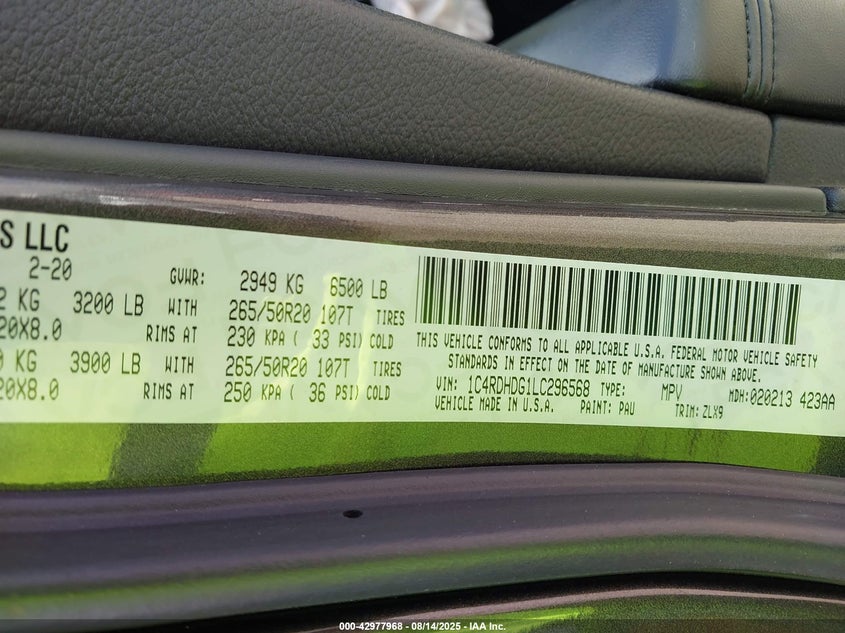 S LLC
2-20 GVWR: 2949 KG 6500 LB
KG 3200 LB WITH 265/50R20 107T TIRES
20X8.0 RIMS AT 230 KPA ( 33 PSI) COLD
KG 3900 LB WITH 265/50R20 107T TIRES
20X8.0 RIMS AT 250 KPA ( 36 PSI) COLD
THIS VEHICLE CONFORMS TO ALL APPLICABLE U.S.A. FEDERAL MOTOR VEHICLE SAFETY
STANDARDS IN EFFECT ON THE DATE OF MANUFACTURE SHOWN ABOVE.
VIN: 1C4RDHDG1LC296568 TYPE: MPV MDH:020213 423AA
VEHICLE MADE IN U.S.A. PAINT: PAU TRIM: ZLX9
000-42977968 - 08/14/2025 - IAA Inc.